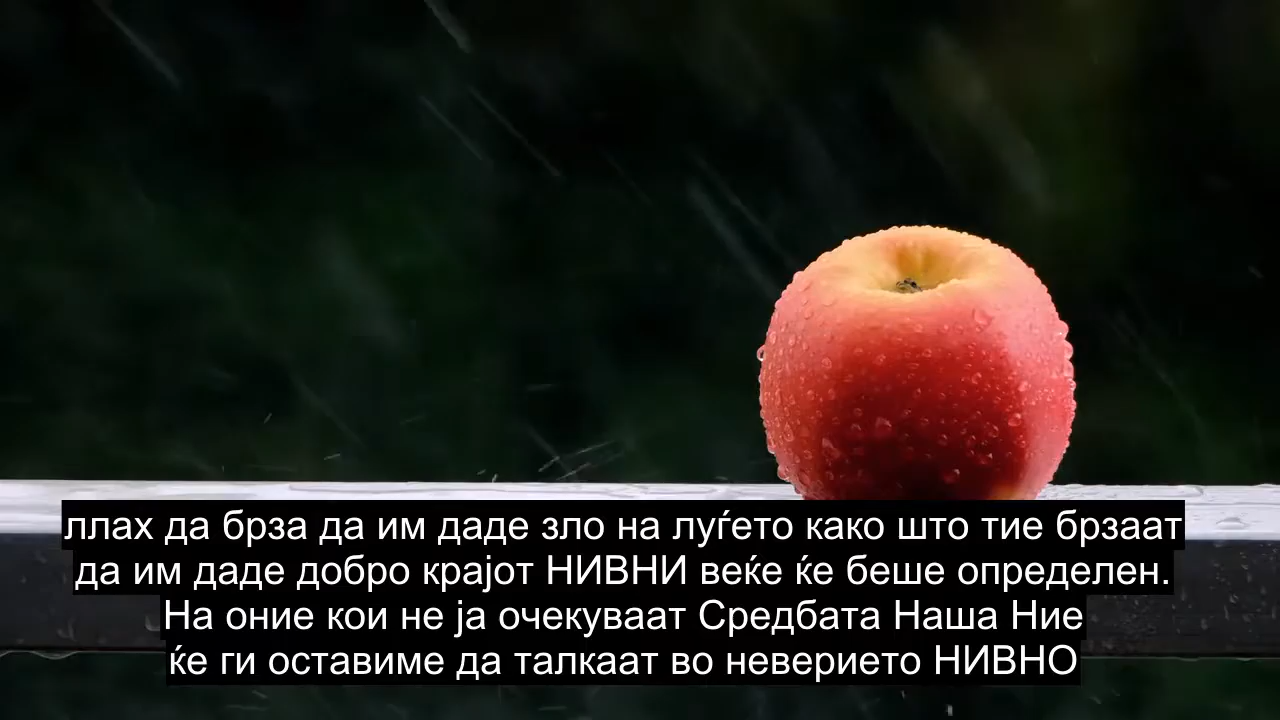 ллах да брза да им даде зло на луѓето како што тие брзаат
да им даде добро крајот НИВНИ веќе ќе беше определен.
На оние кои не ја очекуваат Средбата Наша Ние
ќе ги оставиме да талкаат во неверието НИВНО